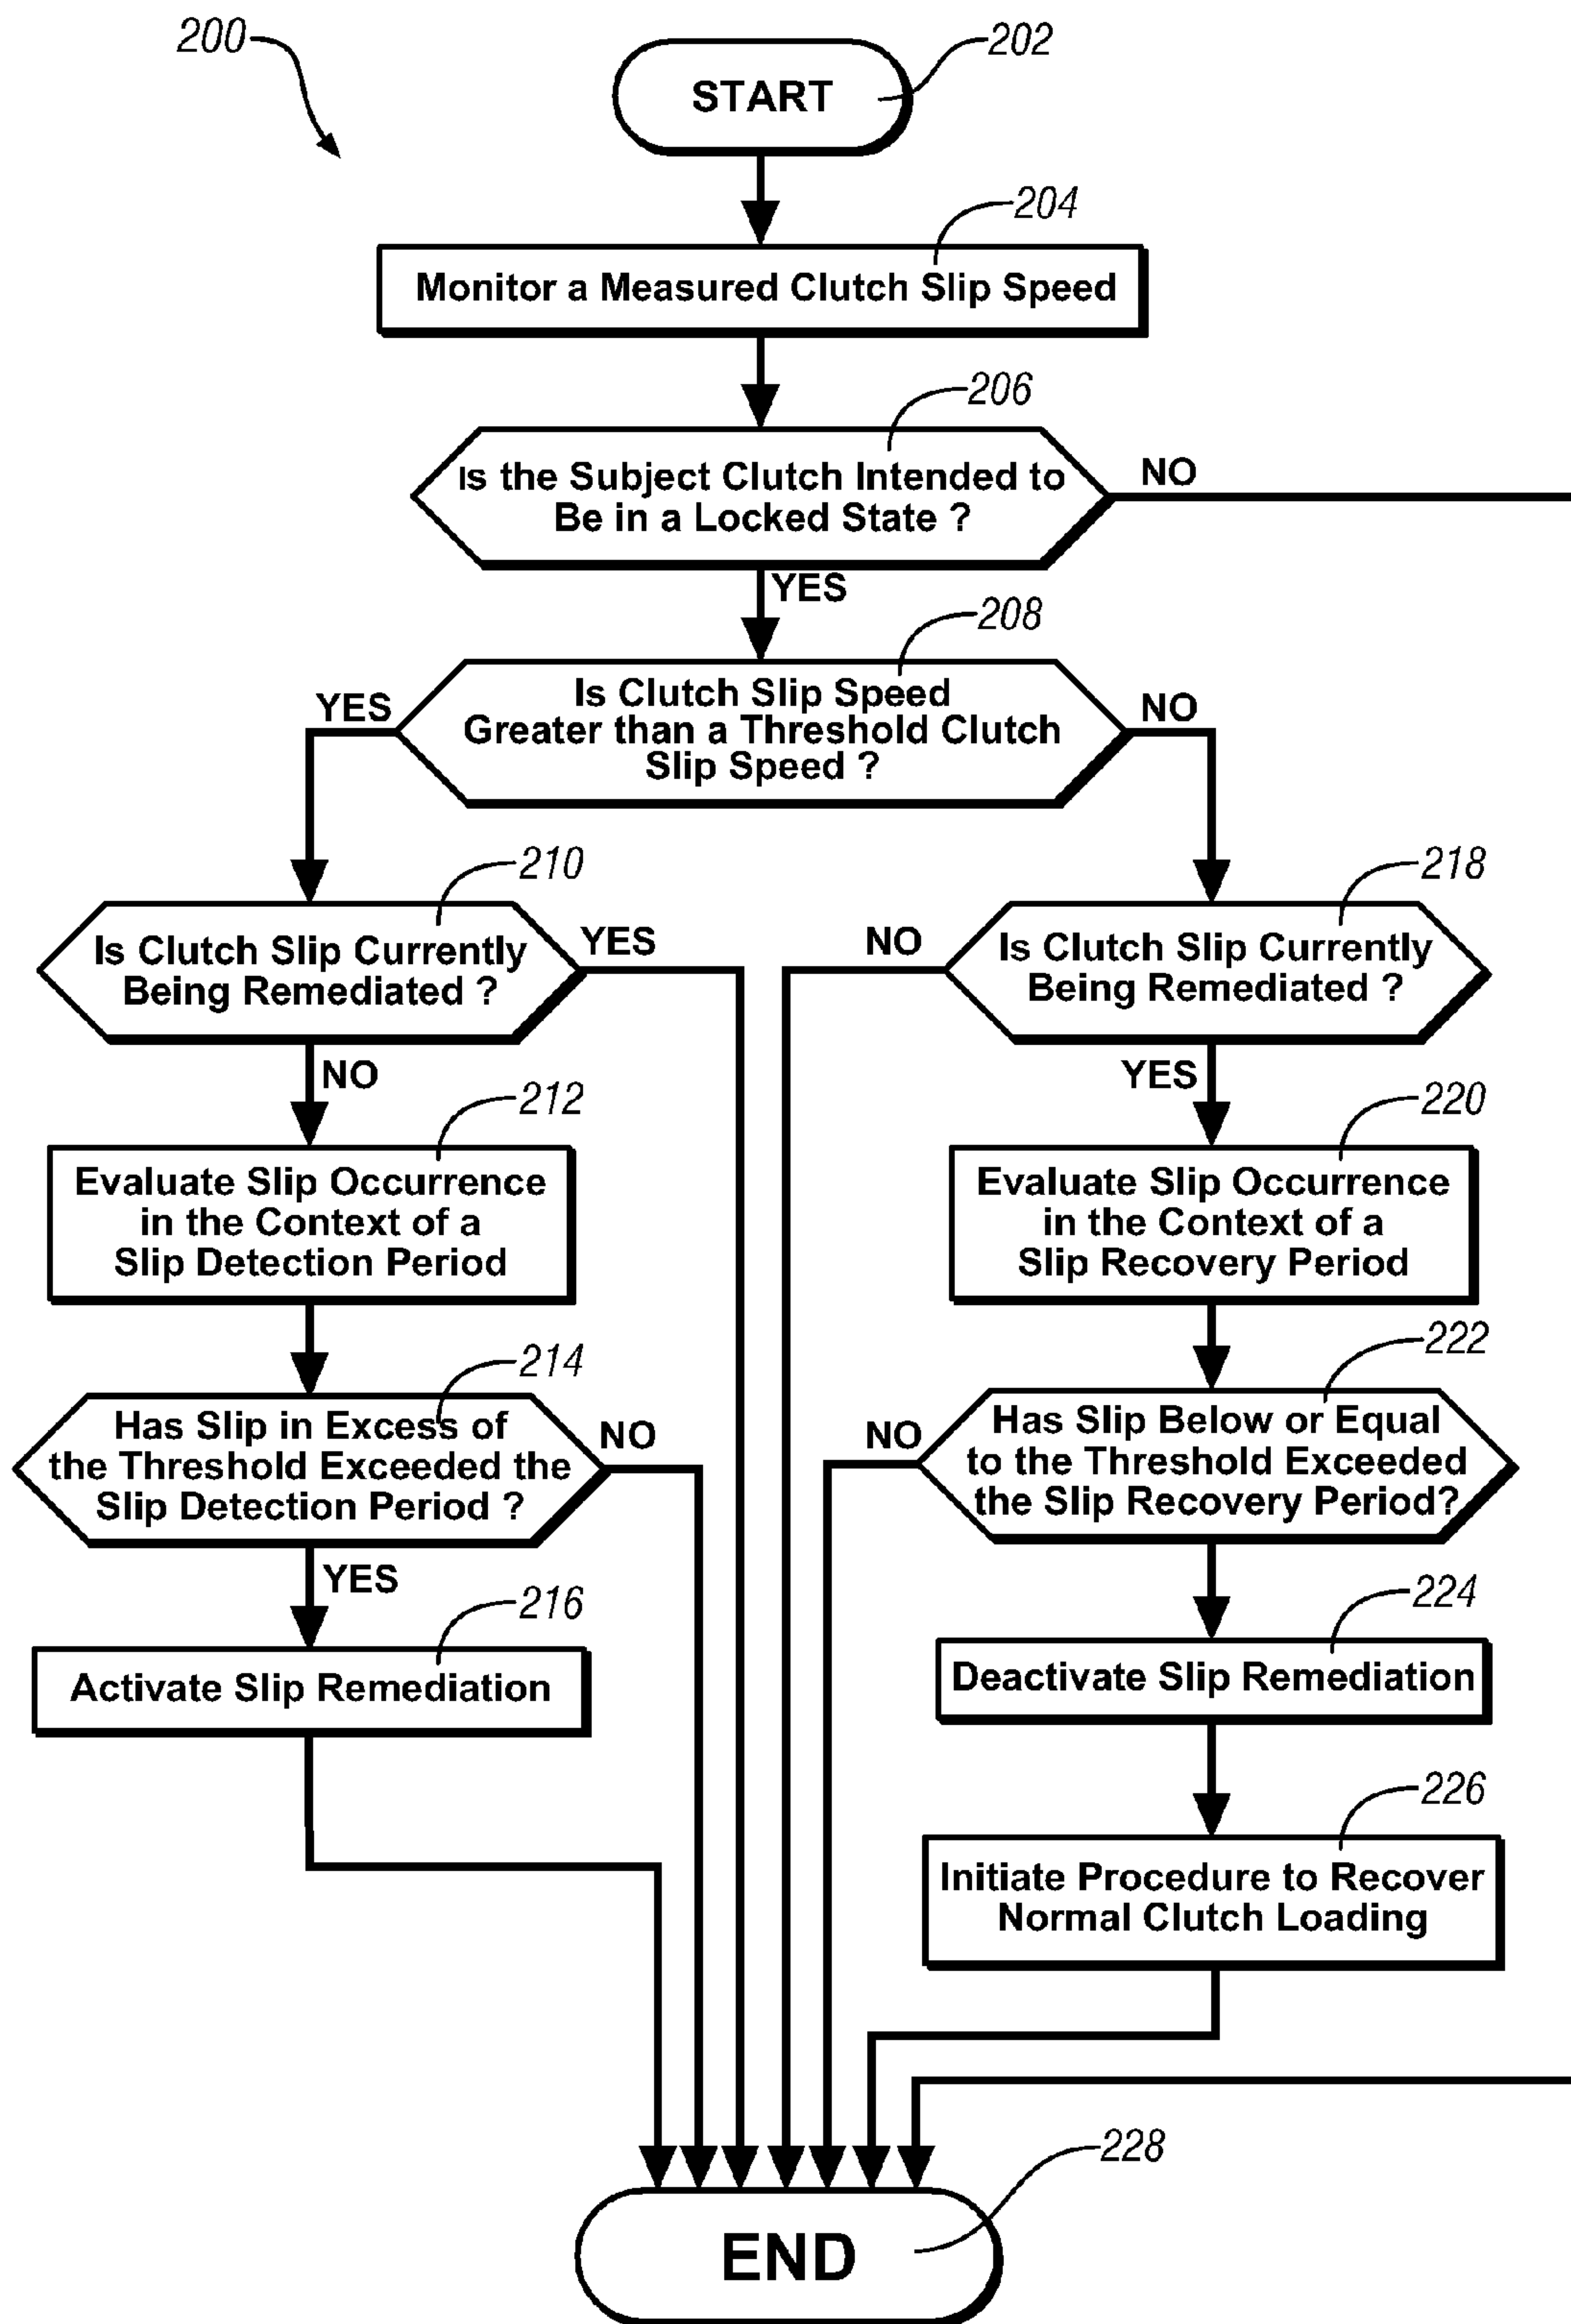 200
202
START
204
Monitor a Measured Clutch Slip Speed
206
Is the Subject Clutch Intended to
Be in a Locked State ?
NO
YES
208
Is Clutch Slip Speed
Greater than a Threshold Clutch
Slip Speed ?
YES
NO
210
Is Clutch Slip Currently
Being Remediated ?
YES
NO
218
Is Clutch Slip Currently
Being Remediated ?
NO
YES
212
Evaluate Slip Occurrence
in the Context of a
Slip Detection Period
220
Evaluate Slip Occurrence
in the Context of a
Slip Recovery Period
214
Has Slip in Excess of
the Threshold Exceeded the
Slip Detection Period ?
NO
YES
222
Has Slip Below or Equal
to the Threshold Exceeded
the Slip Recovery Period?
NO
216
Activate Slip Remediation
224
Deactivate Slip Remediation
226
Initiate Procedure to Recover
Normal Clutch Loading
228
END